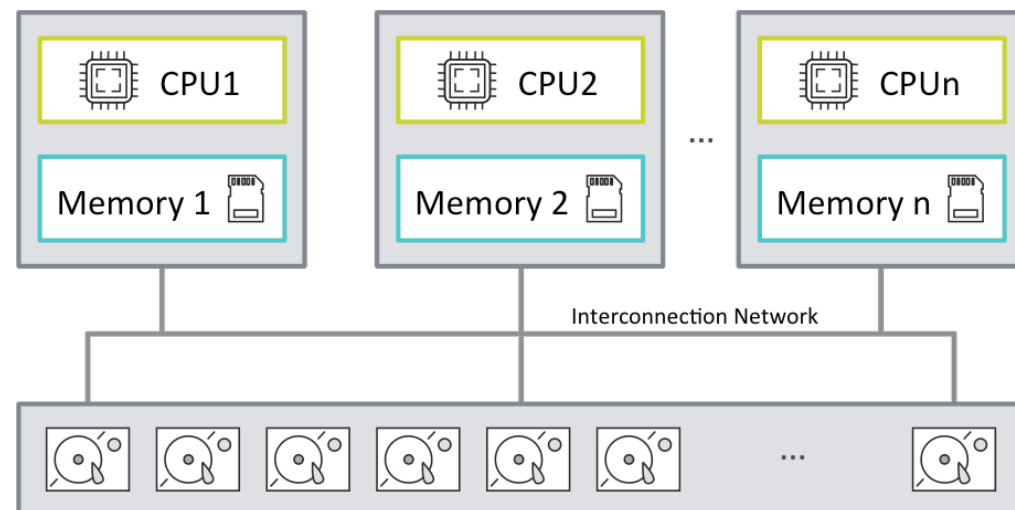 CPU1
CPU2
CPUn
...
Memory 1
Memory 2
Memory n
Interconnection Network
...